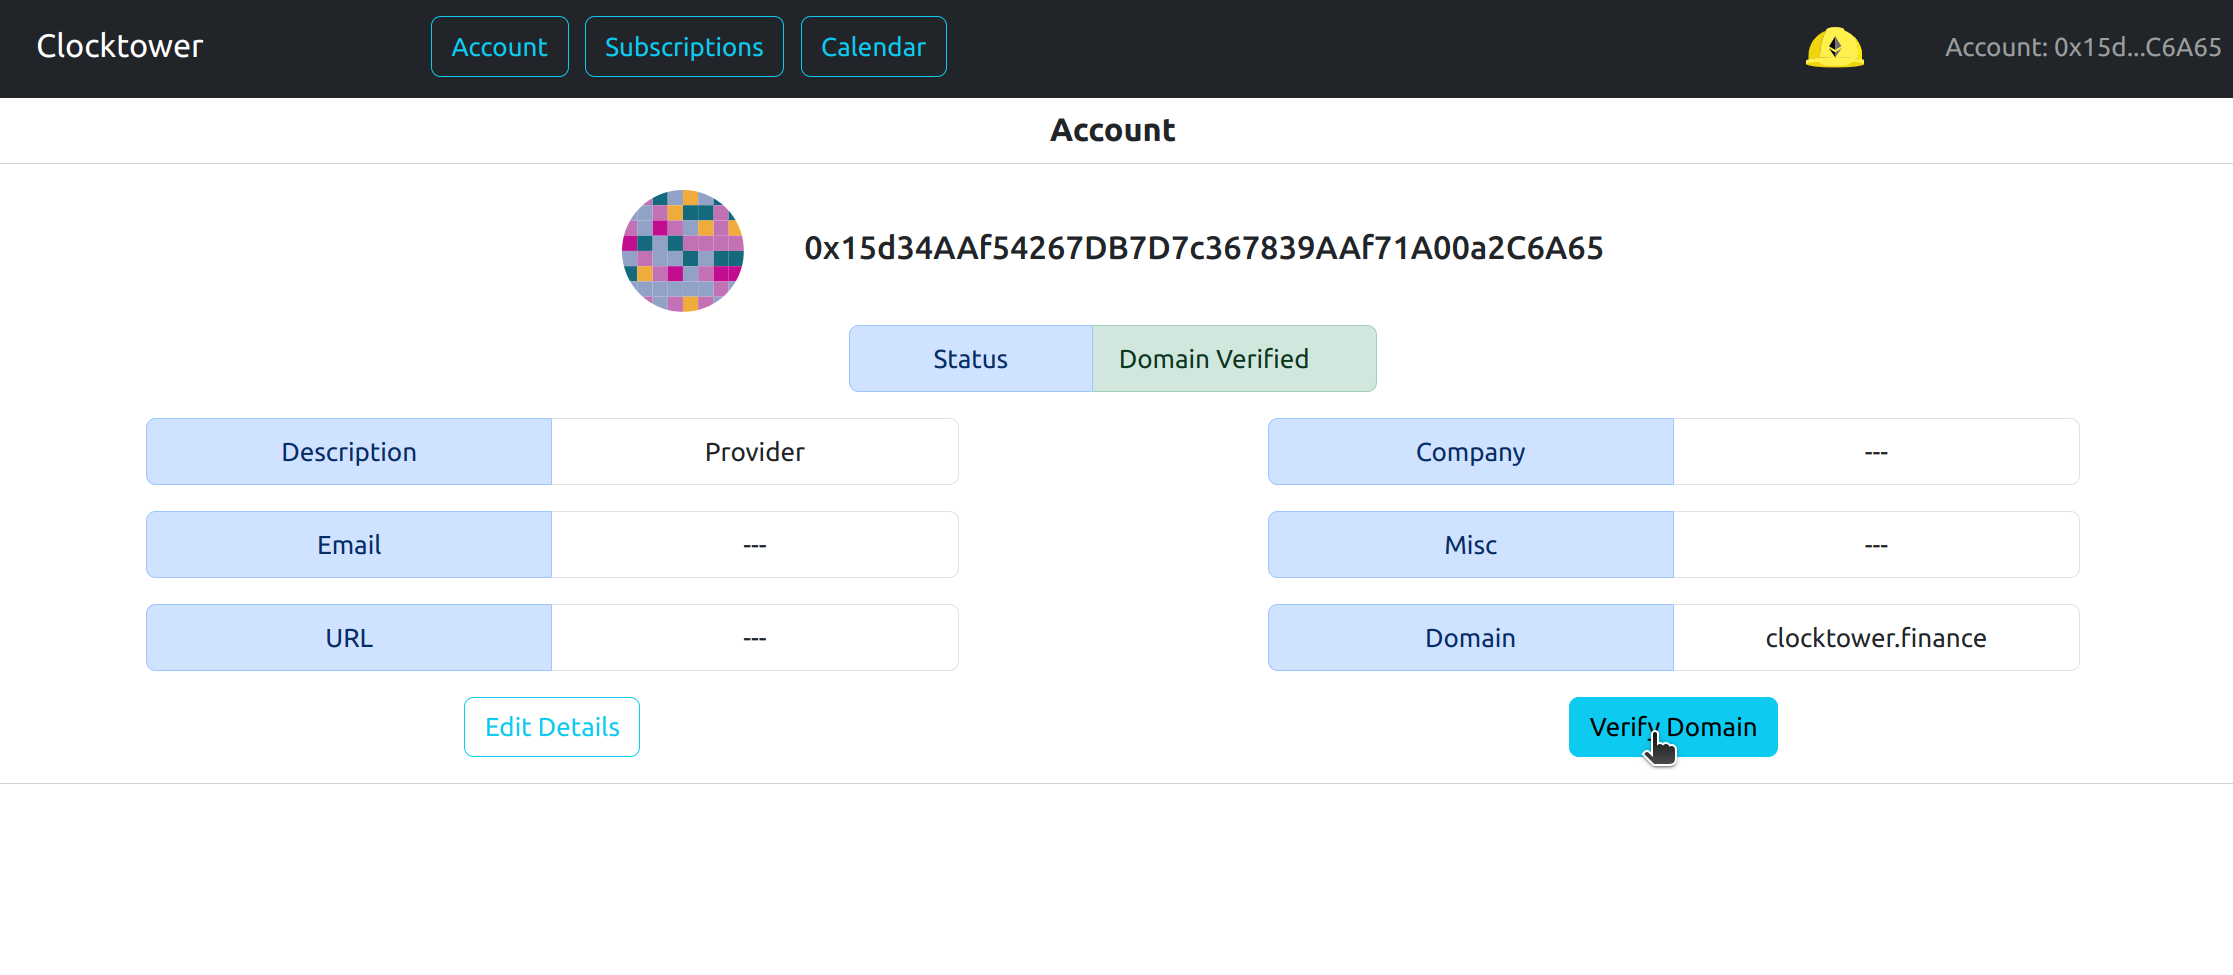 Clocktower Account Subscriptions Calendar Account: 0x15d...C6A65
Account
0x15d34AAf54267DB7D7c367839AAf71A00a2C6A65
Status Domain Verified
Description Provider Company ---
Email --- Misc ---
URL --- Domain clocktower.finance
Edit Details Verify Domain